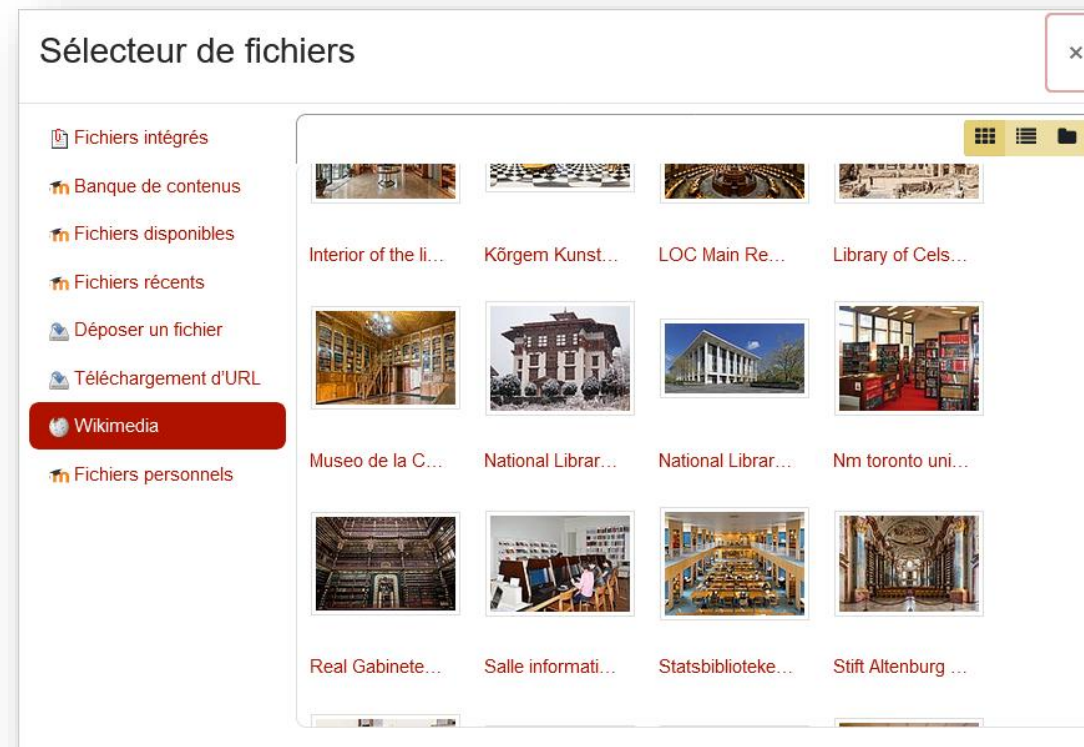 Sélecteur de fichiers
×
Fichiers intégrés
Banque de contenus
Fichiers disponibles
Fichiers récents
Déposer un fichier
Téléchargement d'URL
Wikimedia
Fichiers personnels
Interior of the li...
Kõrgem Kunst...
LOC Main Re...
Library of Cels...
Museo de la C...
National Librar...
National Librar...
Nm toronto uni...
Real Gabinete...
Salle informati...
Statsbiblioteke...
Stift Altenburg ...